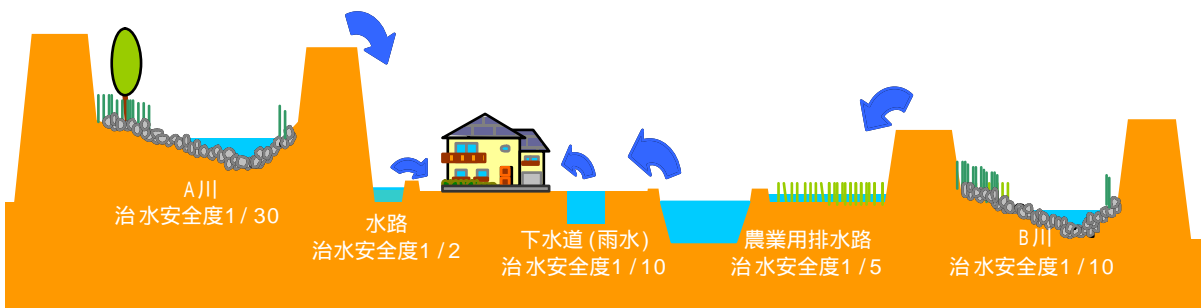 A川
治水安全度1/30
水路
治水安全度1/2
下水道(雨水)
治水安全度1/10
農業用排水路
治水安全度1/5
B川
治水安全度1/10